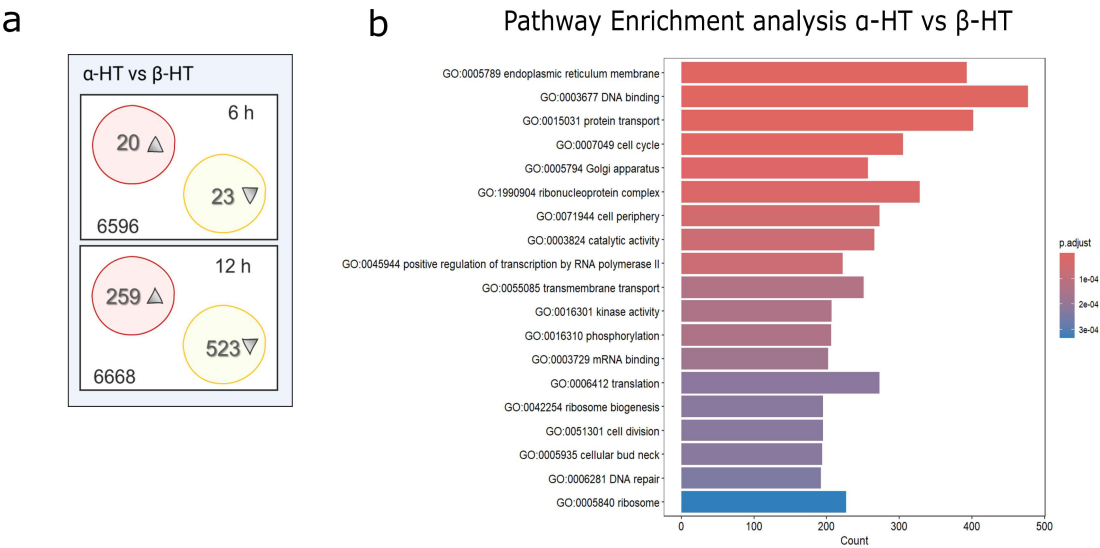 a
α-HT vs β-HT
6 h
20
23
6596
12 h
259
523
6668
b
Pathway Enrichment analysis α-HT vs β-HT
GO:0005789 endoplasmic reticulum membrane
GO:0003677 DNA binding
GO:0015031 protein transport
GO:0007049 cell cycle
GO:0005794 Golgi apparatus
GO:1990904 ribonucleoprotein complex
GO:0071944 cell periphery
GO:0003824 catalytic activity
GO:0045944 positive regulation of transcription by RNA polymerase II
GO:0055085 transmembrane transport
GO:0016301 kinase activity
GO:0016310 phosphorylation
GO:0003729 mRNA binding
GO:0006412 translation
GO:0042254 ribosome biogenesis
GO:0051301 cell division
GO:0005935 cellular bud neck
GO:0006281 DNA repair
GO:0005840 ribosome
0 100 200 300 400 500
Count
p.adjust
1e-04
2e-04
3e-04